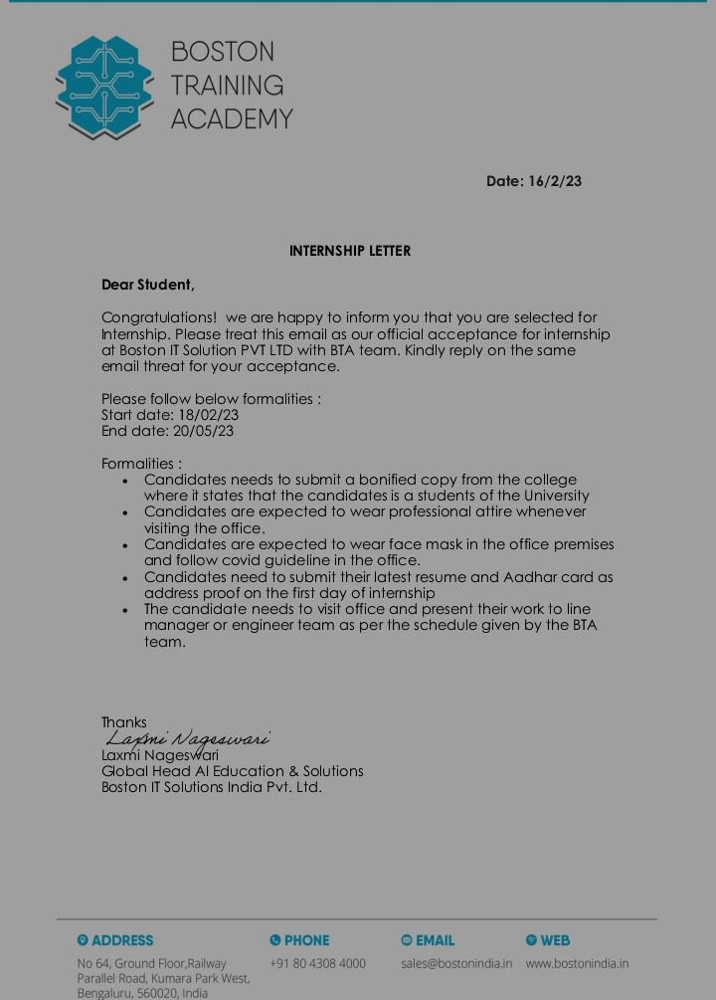 BOSTON
TRAINING
ACADEMY
Date: 16/2/23
INTERNSHIP LETTER
Dear Student,
Congratulations!  we are happy to inform you that you are selected for
Internship. Please treat this email as our official acceptance for internship
at Boston IT Solution PVT LTD with BTA team. Kindly reply on the same
email threat for your acceptance.
Please follow below formalities :
Start date: 18/02/23
End date: 20/05/23
Formalities :
• Candidates needs to submit a bonified copy from the college
where it states that the candidates is a students of the University
• Candidates are expected to wear professional attire whenever
visiting the office.
• Candidates are expected to wear face mask in the office premises
and follow covid guideline in the office.
• Candidates need to submit their latest resume and Aadhar card as
address proof on the first day of internship
• The candidate needs to visit office and present their work to line
manager or engineer team as per the schedule given by the BTA
team.
Thanks
Laxmi Nageswari
Laxmi Nageswari
Global Head AI Education & Solutions
Boston IT Solutions India Pvt. Ltd.
ADDRESS
No 64, Ground Floor,Railway
Parallel Road, Kumara Park West,
Bengaluru, 560020, India
PHONE
+91 80 4308 4000
EMAIL
sales@bostonindia.in
WEB
www.bostonindia.in